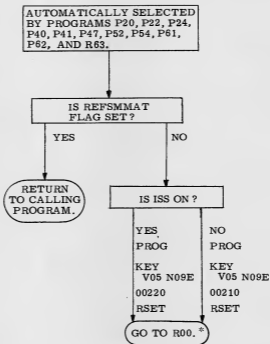 AUTOMATICALLY SELECTED
BY PROGRAMS P20, P22, P24,
P40, P41, P47, P52, P54, P61,
P62, AND R63.
IS REFSMMAT
FLAG SET?
YES
NO
RETURN
TO CALLING
PROGRAM.
IS ISS ON?
YES
PROG
KEY
V05 N09E
00220
RSET
NO
PROG
KEY
V05 N09E
00210
RSET
GO TO R00.*